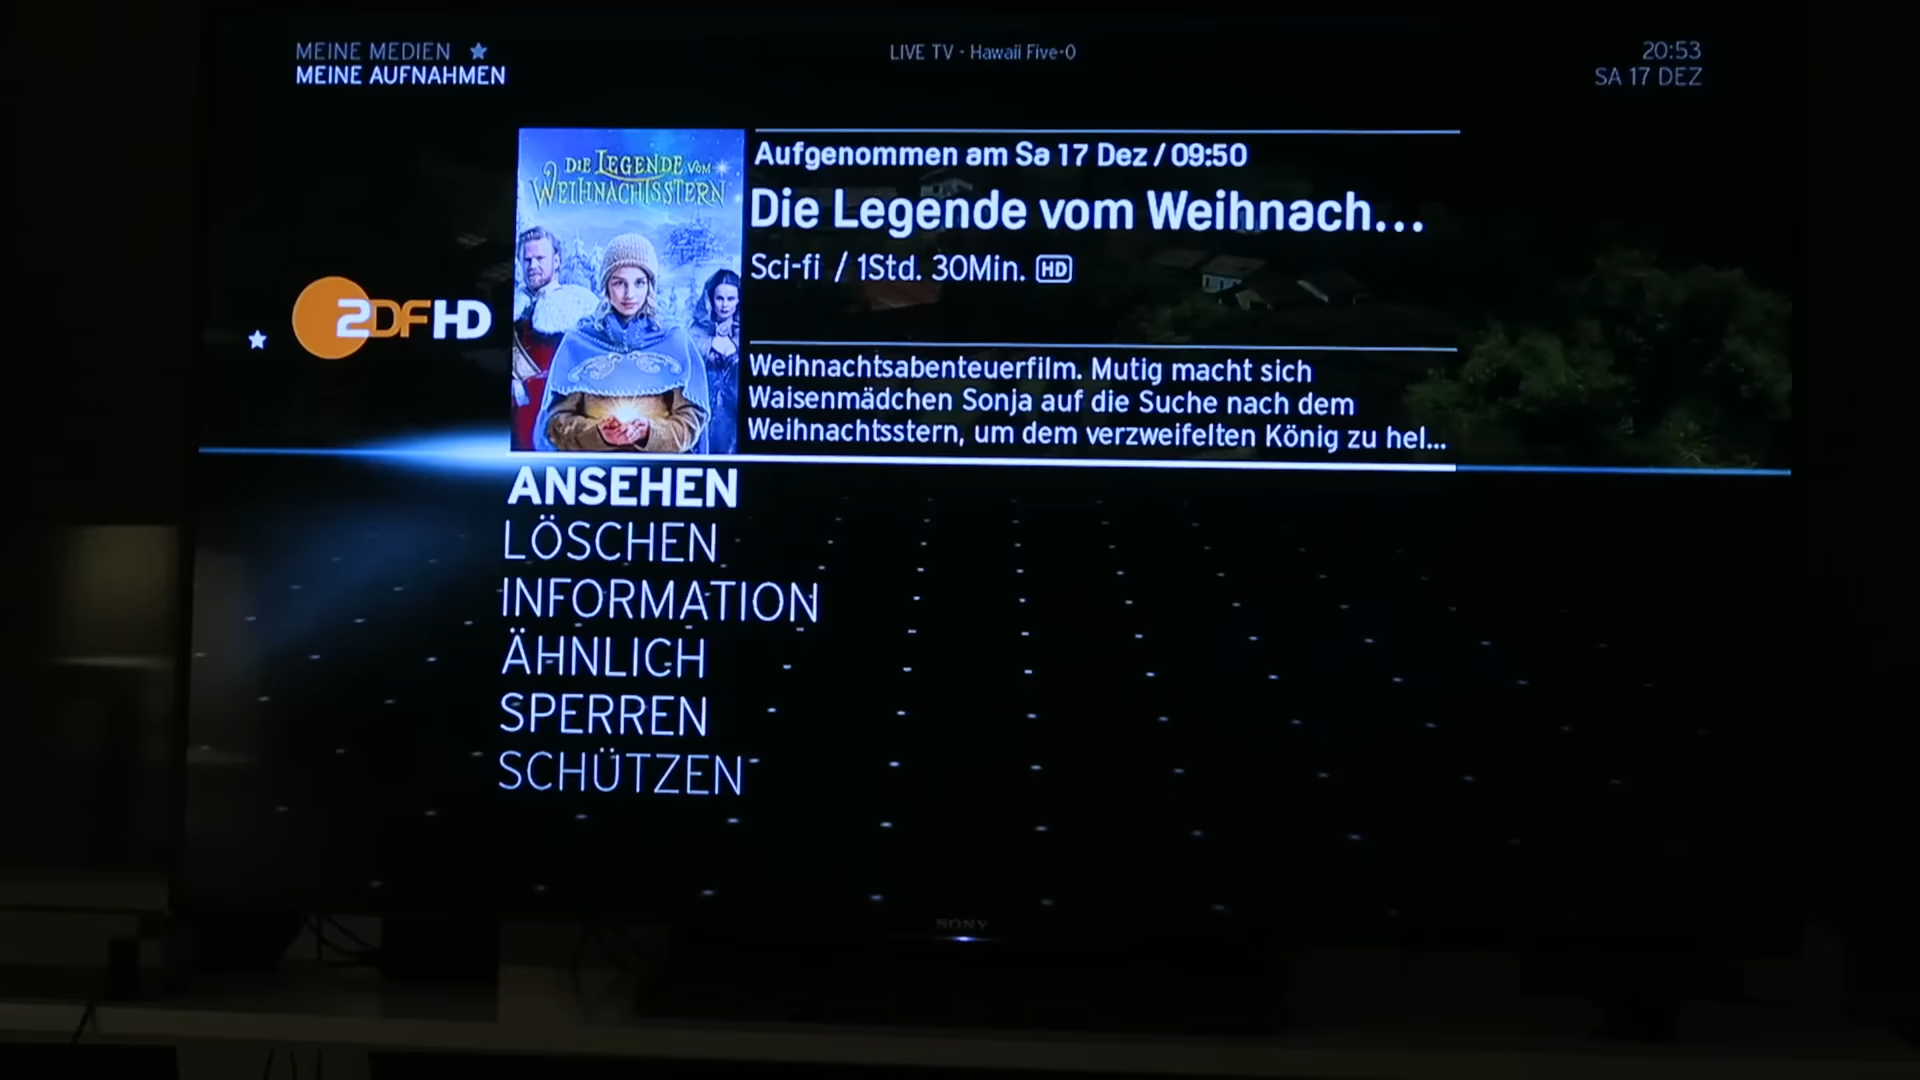 MEINE MEDIEN
MEINE AUFNAHMEN
LIVE TV - Hawaii Five-0
20:53
SA 17 DEZ
DIE LEGENDE VOM
WEIHNACHTSSTERN
2DFHD
Aufgenommen am Sa 17 Dez / 09:50
Die Legende vom Weihnach...
Sci-fi / 1Std. 30Min. HD
Weihnachtsabenteuerfilm. Mutig macht sich
Waisenmädchen Sonja auf die Suche nach dem
Weihnachtsstern, um dem verzweifelten König zu hel...
ANSEHEN
LÖSCHEN
INFORMATION
ÄHNLICH
SPERREN
SCHÜTZEN
SONY